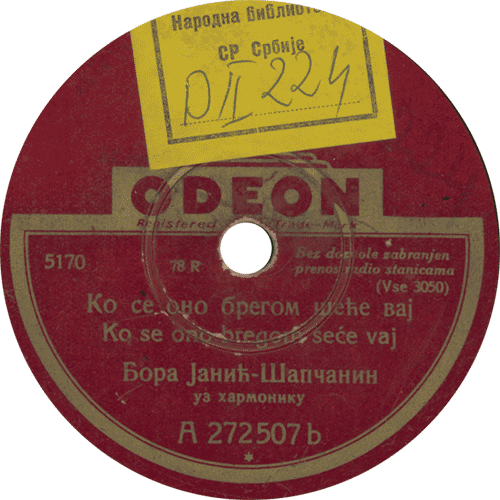 Народна библиоте
СР Србије
РII 224
ODEON
Registered Trade-Mark
5170
78 R
Bez dozvole zabranjen
prenos radio stanicama
(Vse 3050)
Ко се оно брегом шеће вај
Ko se ono bregom šeće vaj
Бора Јанић-Шапчанин
уз хармонику
A 272507 b
*